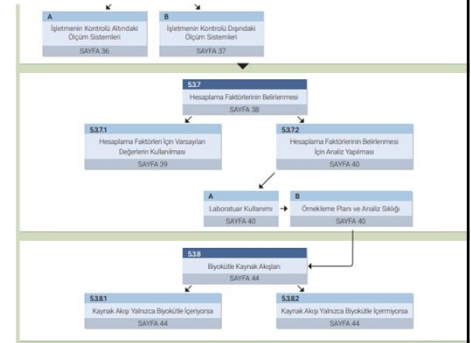 A
İşletmenin Kontrolü Altındaki
Ölçüm Sistemleri
SAYFA 36
B
İşletmenin Kontrolü Dışındaki
Ölçüm Sistemleri
SAYFA 37
5.3.7
Hesaplama Faktörlerinin Belirlenmesi
SAYFA 38
5.3.7.1
Hesaplama Faktörleri İçin Varsayılan
Değerlerin Kullanılması
SAYFA 39
5.3.7.2
Hesaplama Faktörlerinin Belirlenmesi
İçin Analiz Yapılması
SAYFA 40
A
Laboratuar Kullanımı
SAYFA 40
B
Örnekleme Planı ve Analiz Sıklığı
SAYFA 40
5.3.8
Biyokütle Kaynak Akışları
SAYFA 44
5.3.8.1
Kaynak Akışı Yalnızca Biyokütle İçeriyorsa
SAYFA 44
5.3.8.2
Kaynak Akışı Yalnızca Biyokütle İçermiyorsa
SAYFA 44